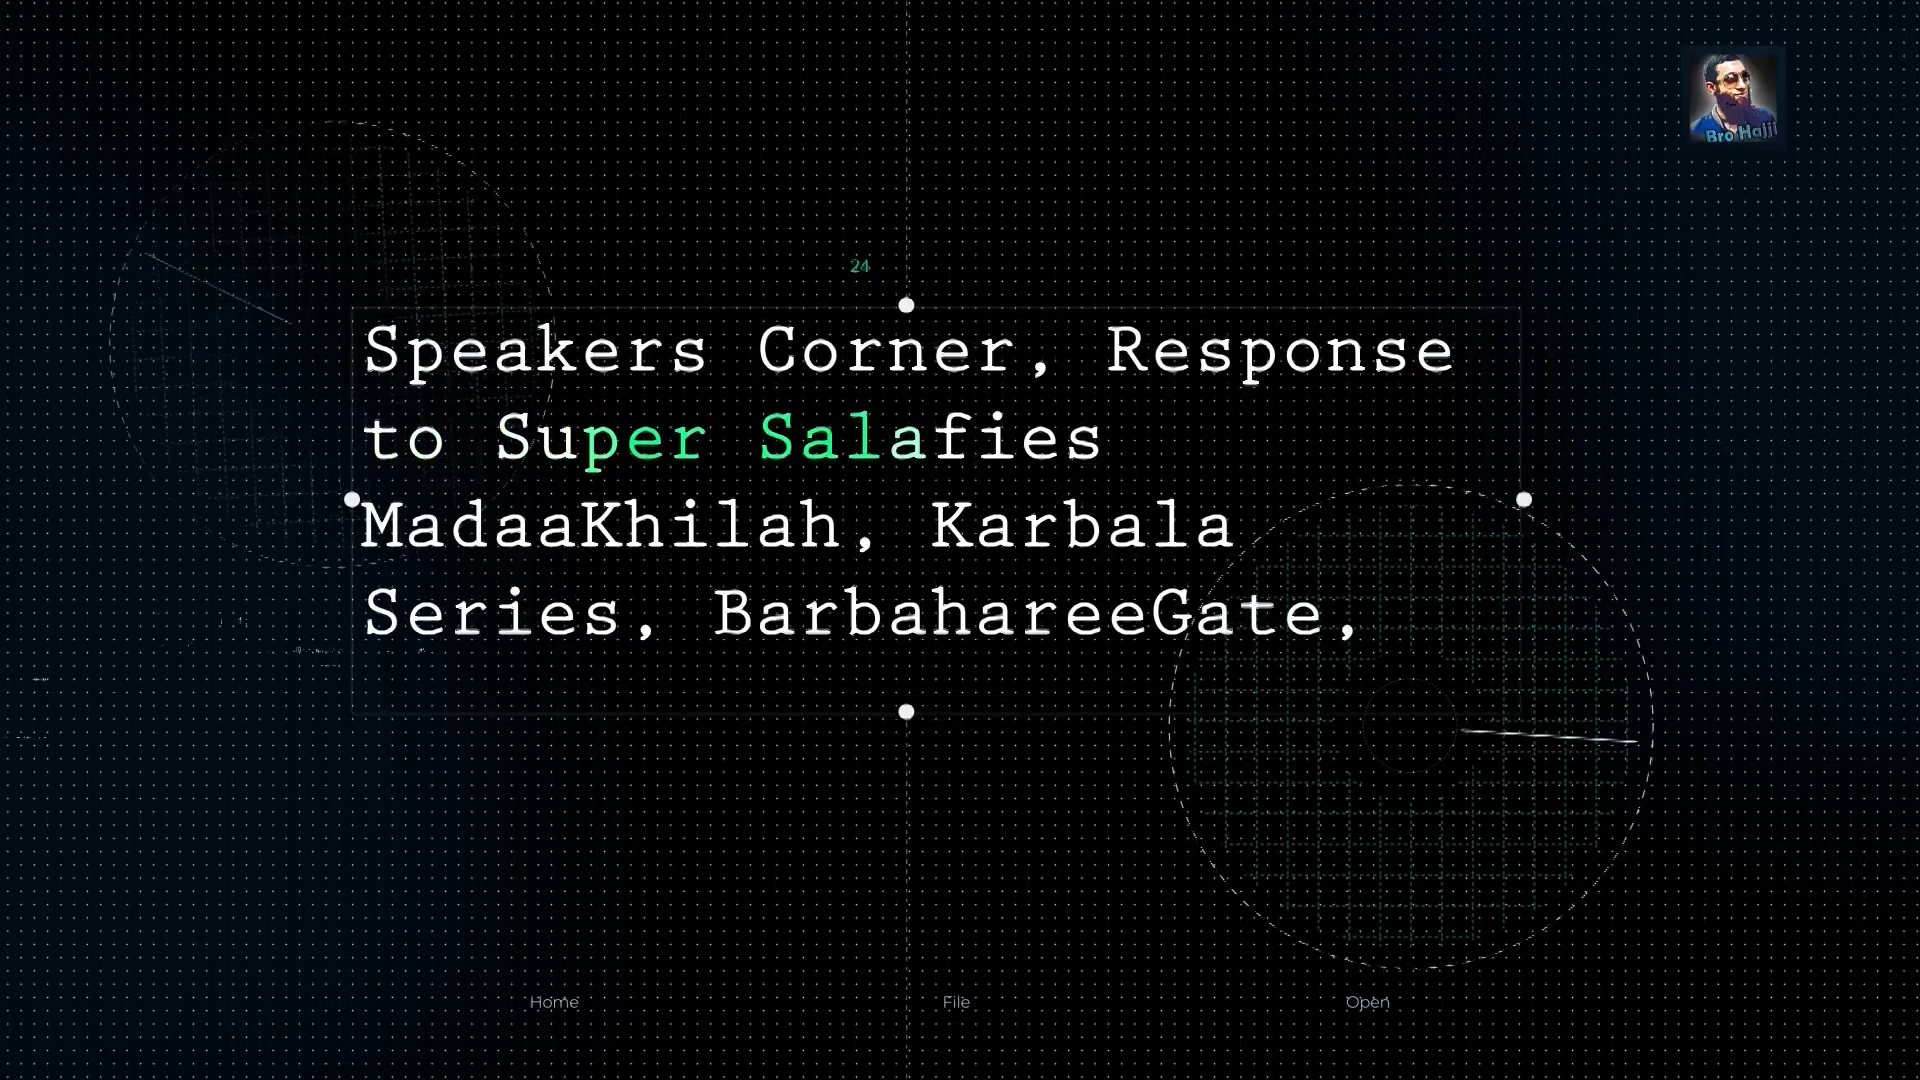 Bro Hajji
24
Speakers Corner, Response
to Super Salafies
MadaaKhilah, Karbala
Series, BarbahareeGate,
Home File Open